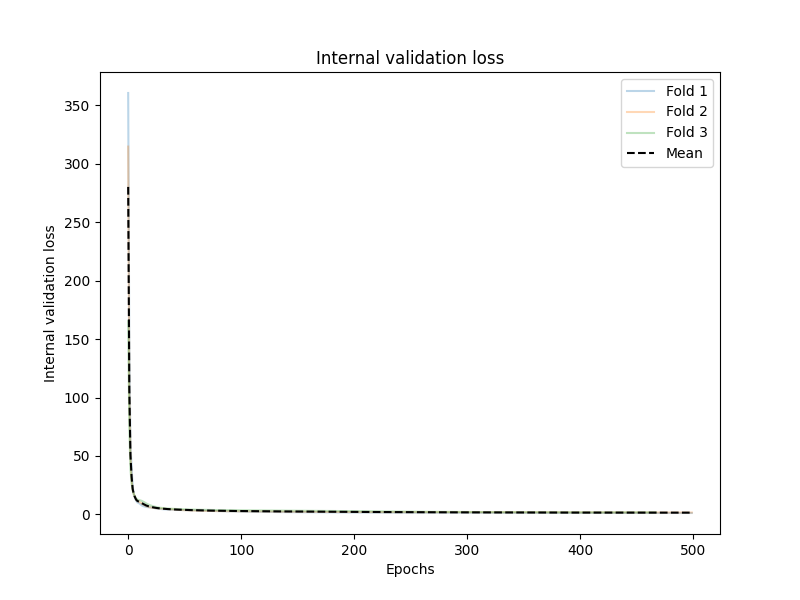 Internal validation loss
350
300
250
200
150
100
50
0
Internal validation loss
Fold 1
Fold 2
Fold 3
Mean
0 100 200 300 400 500
Epochs